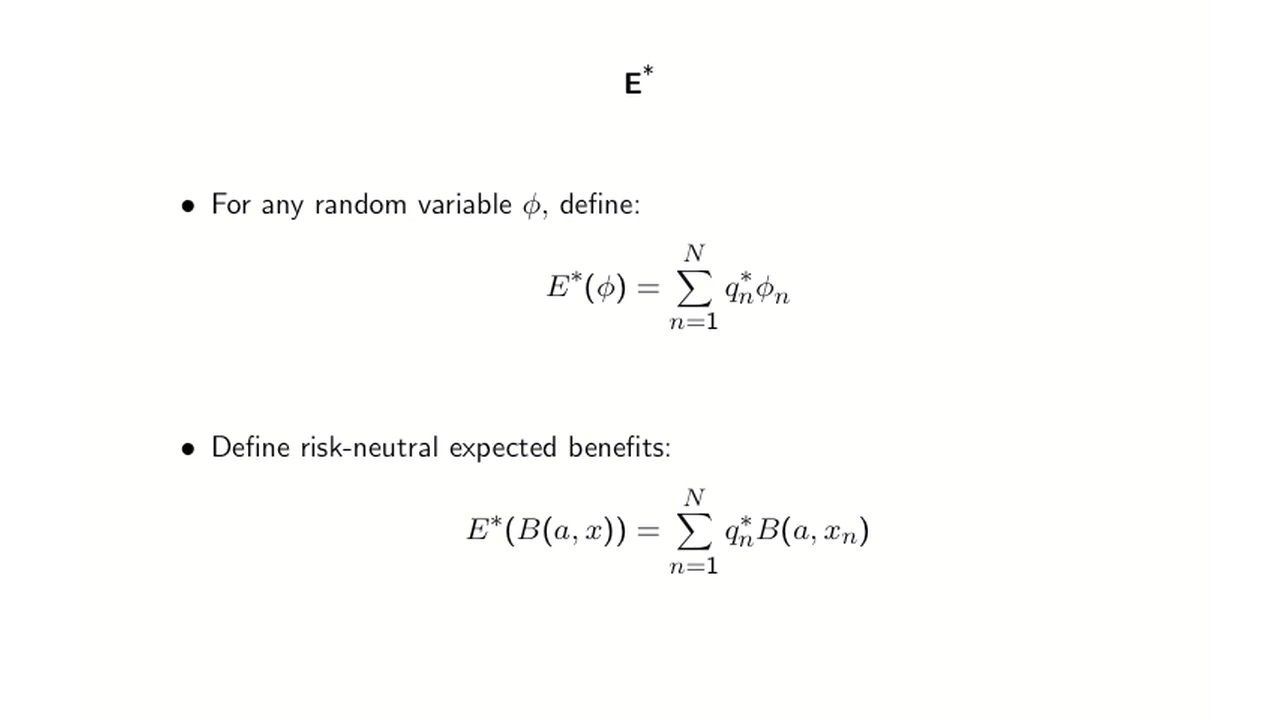 E*
• For any random variable ϕ, define:
E*(ϕ) = ∑_{n=1}^{N} q*_n ϕ_n
• Define risk-neutral expected benefits:
E*(B(a, x)) = ∑_{n=1}^{N} q*_n B(a, x_n)